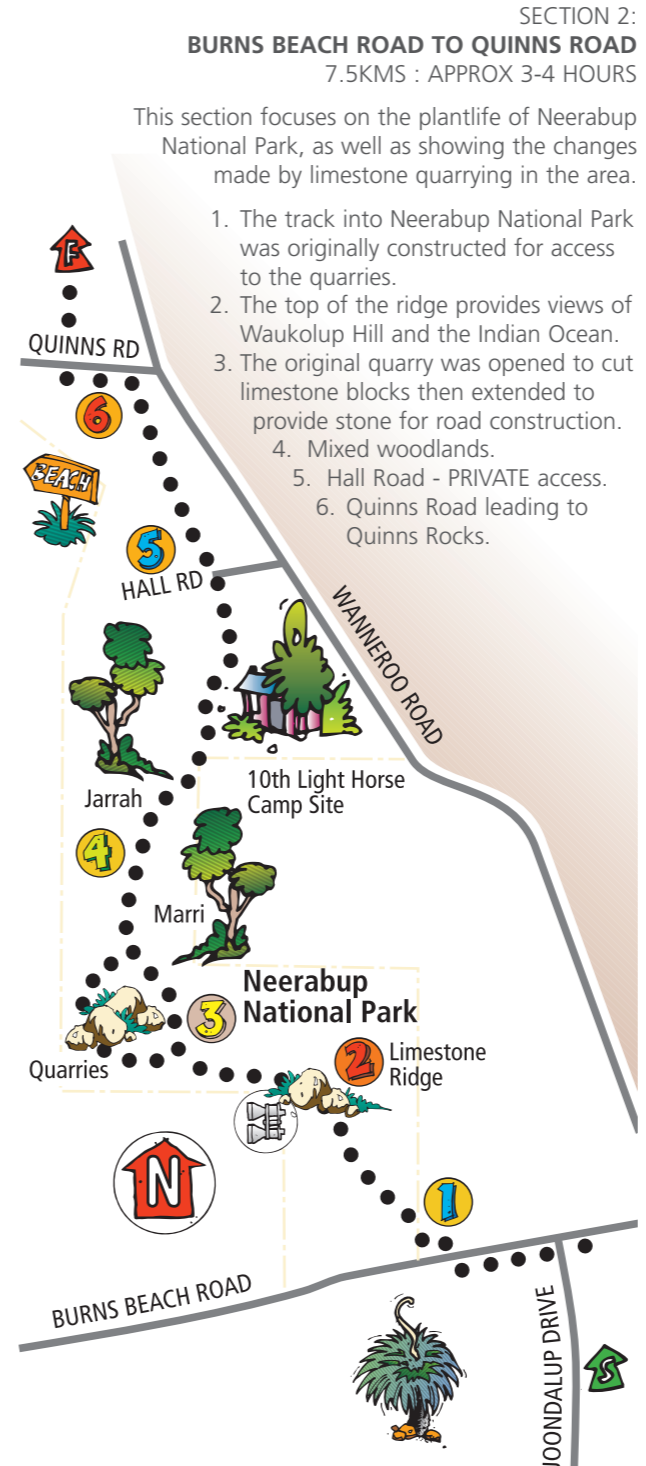 SECTION 2:
BURNS BEACH ROAD TO QUINNS ROAD
7.5KMS : APPROX 3-4 HOURS
This section focuses on the plantlife of Neerabup
National Park, as well as showing the changes
made by limestone quarrying in the area.
1. The track into Neerabup National Park
was originally constructed for access
to the quarries.
2. The top of the ridge provides views of
Waukolup Hill and the Indian Ocean.
3. The original quarry was opened to cut
limestone blocks then extended to
provide stone for road construction.
4. Mixed woodlands.
5. Hall Road - PRIVATE access.
6. Quinns Road leading to
Quinns Rocks.
F
QUINNS RD
6
BEACH
5
HALL RD
WANNEROO ROAD
10th Light Horse
Camp Site
Jarrah
4
Marri
Neerabup
National Park
3
Quarries
2
Limestone
Ridge
N
1
BURNS BEACH ROAD
JOONDALUP DRIVE
S